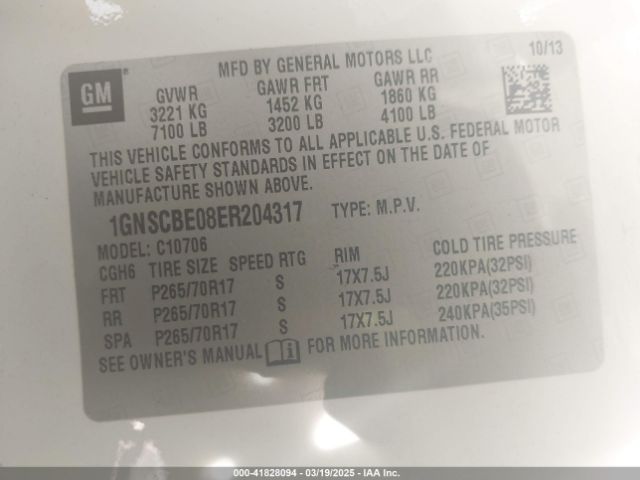 GM
MFD BY GENERAL MOTORS LLC
10/13
GVWR GAWR FRT GAWR RR
3221 KG 1452 KG 1860 KG
7100 LB 3200 LB 4100 LB
THIS VEHICLE CONFORMS TO ALL APPLICABLE U.S. FEDERAL MOTOR
VEHICLE SAFETY STANDARDS IN EFFECT ON THE DATE OF
MANUFACTURE SHOWN ABOVE.
1GNSCBE08ER204317 TYPE: M.P.V.
MODEL: C10706
CGH6 TIRE SIZE SPEED RTG RIM COLD TIRE PRESSURE
FRT P265/70R17 S 17X7.5J 220KPA(32PSI)
RR P265/70R17 S 17X7.5J 220KPA(32PSI)
SPA P265/70R17 S 17X7.5J 240KPA(35PSI)
SEE OWNER'S MANUAL FOR MORE INFORMATION.
000-41828094 - 03/19/2025 - IAA Inc.